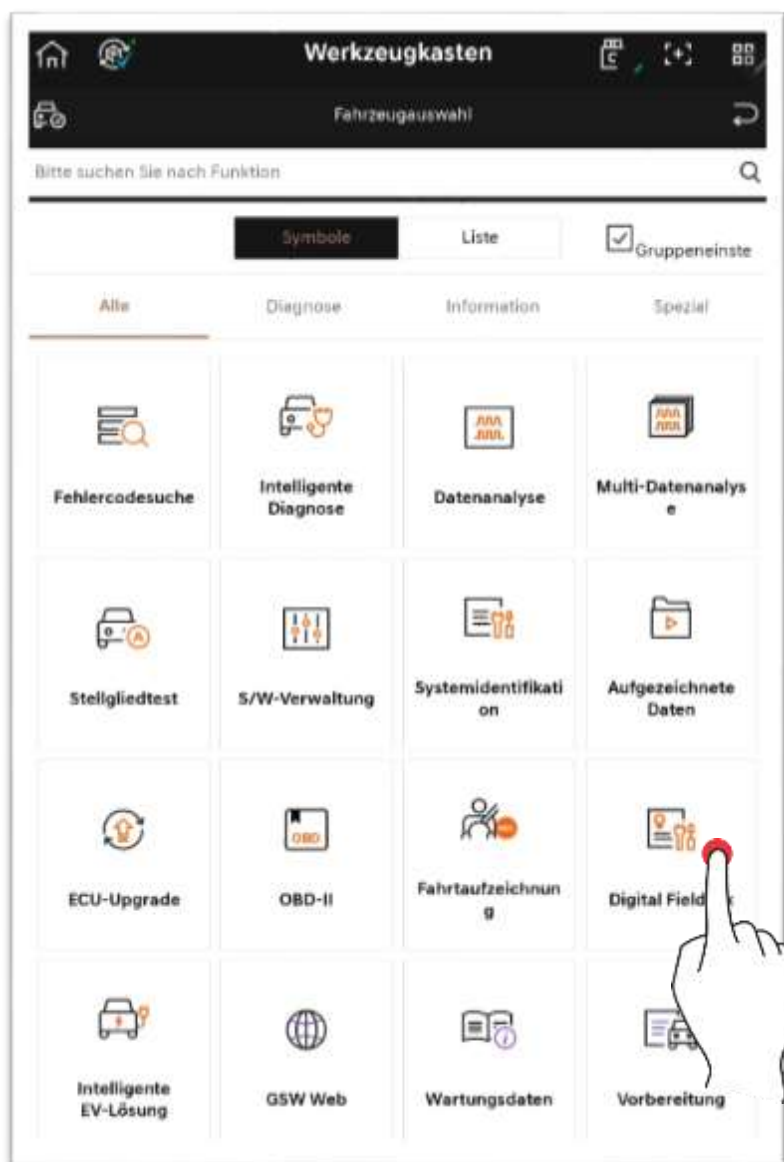 Werkzeugkasten
C
Fahrzeugauswahl
Bitte suchen Sie nach Funktion
Symbole
Liste
Gruppeneinste
Alle
Diagnose
Information
Spezial
Fehlercodesuche
Intelligente
Diagnose
Datenanalyse
Multi-Datenanalys
e
A
Stellgliedtest
S/W-Verwaltung
Systemidentifikati
on
Aufgezeichnete
Daten
OBD
ECU-Upgrade
OBD-II
Fahrtaufzeichnun
g
Digital Field
Intelligente
EV-Lösung
GSW Web
i
Wartungsdaten
Vorbereitung